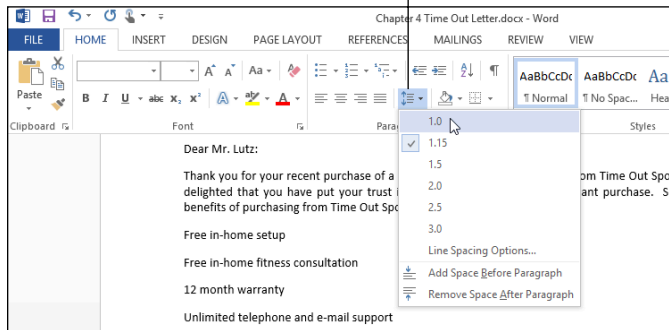 Chapter 4 Time Out Letter.docx - Word
FILE HOME INSERT DESIGN PAGE LAYOUT REFERENCES MAILINGS REVIEW VIEW
Aa
AaBbCcDc AaBbCcDc Aa
Paste
B I U abc X₂ X² A A
¶ Normal ¶ No Spac... Hea
Clipboard Font Para Styles
1.0
1.15
1.5
2.0
2.5
3.0
Line Spacing Options...
Add Space Before Paragraph
Remove Space After Paragraph
Dear Mr. Lutz:
Thank you for your recent purchase of a om Time Out Spo
delighted that you have put your trust ant purchase. S
benefits of purchasing from Time Out Spo
Free in-home setup
Free in-home fitness consultation
12 month warranty
Unlimited telephone and e-mail support